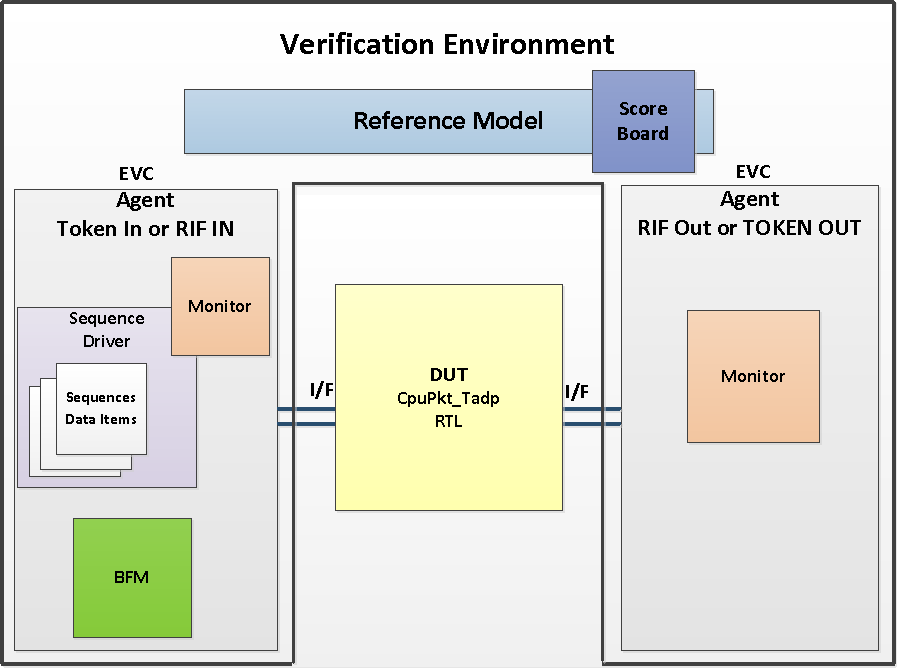 Verification Environment
Reference Model
Score
Board
EVC
Agent
Token In or RIF IN
Monitor
Sequence
Driver
Sequences
Data Items
BFM
I/F
DUT
CpuPkt_Tadp
RTL
I/F
EVC
Agent
RIF Out or TOKEN OUT
Monitor